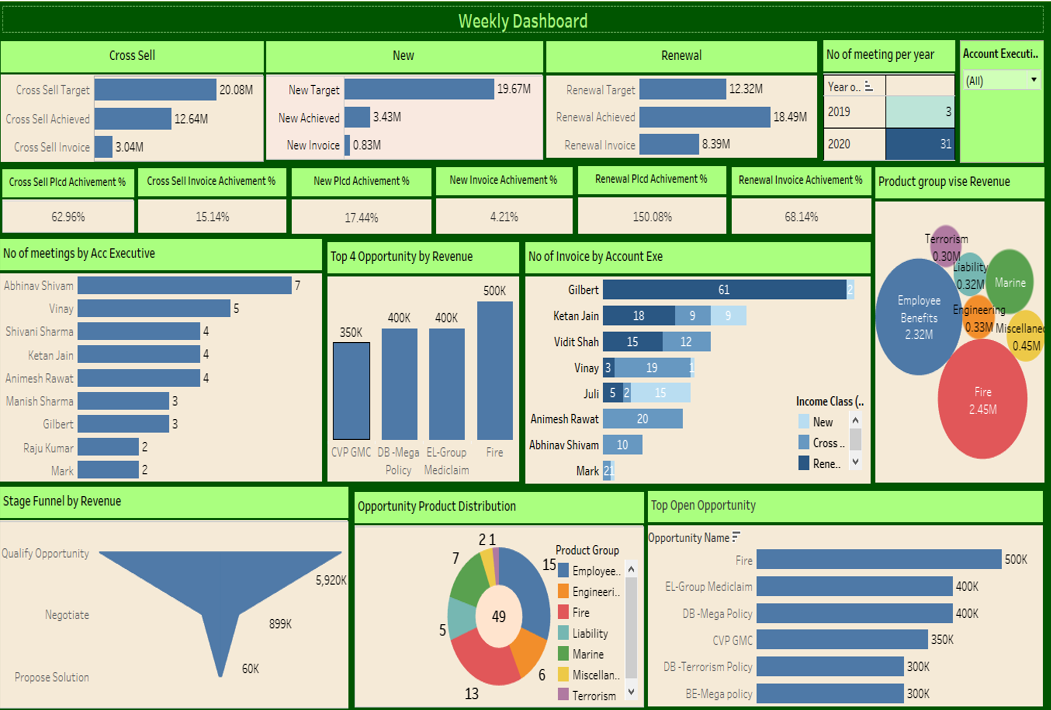 Weekly Dashboard
Cross Sell
New
Renewal
No of meeting per year
Account Executi..
(All)
Cross Sell Target 20.08M
Cross Sell Achieved 12.64M
Cross Sell Invoice 3.04M
New Target 19.67M
New Achieved 3.43M
New Invoice 0.83M
Renewal Target 12.32M
Renewal Achieved 18.49M
Renewal Invoice 8.39M
Year o..
2019 3
2020 31
Cross Sell Plcd Achivement %
62.96%
Cross Sell Invoice Achivement %
15.14%
New Plcd Achivement %
17.44%
New Invoice Achivement %
4.21%
Renewal Plcd Achivement %
150.08%
Renewal Invoice Achivement %
68.14%
Product group vise Revenue
Terrorism
0.30M
Liability
0.32M
Marine
Employee
Benefits
2.32M
Engineering
0.33M
Miscellane
0.45M
Fire
2.45M
No of meetings by Acc Executive
Abhinav Shivam 7
Vinay 5
Shivani Sharma 4
Ketan Jain 4
Animesh Rawat 4
Manish Sharma 3
Gilbert 3
Raju Kumar 2
Mark 2
Top 4 Opportunity by Revenue
350K 400K 400K 500K
CVP GMC
DB -Mega
Policy
EL-Group
Mediclaim
Fire
No of Invoice by Account Exe
Gilbert 61 2
Ketan Jain 18 9 9
Vidit Shah 15 12
Vinay 3 19 1
Juli 5 2 15
Animesh Rawat 20
Abhinav Shivam 10
Mark 2 1
Income Class (..
New
Cross ..
Rene..
Stage Funnel by Revenue
Qualify Opportunity 5,920K
Negotiate 899K
Propose Solution 60K
Opportunity Product Distribution
2 1
7
15
5
49
6
13
Product Group
Employee..
Engineeri..
Fire
Liability
Marine
Miscellan..
Terrorism
Top Open Opportunity
Opportunity Name
Fire 500K
EL-Group Mediclaim 400K
DB -Mega Policy 400K
CVP GMC 350K
DB -Terrorism Policy 300K
BE-Mega policy 300K